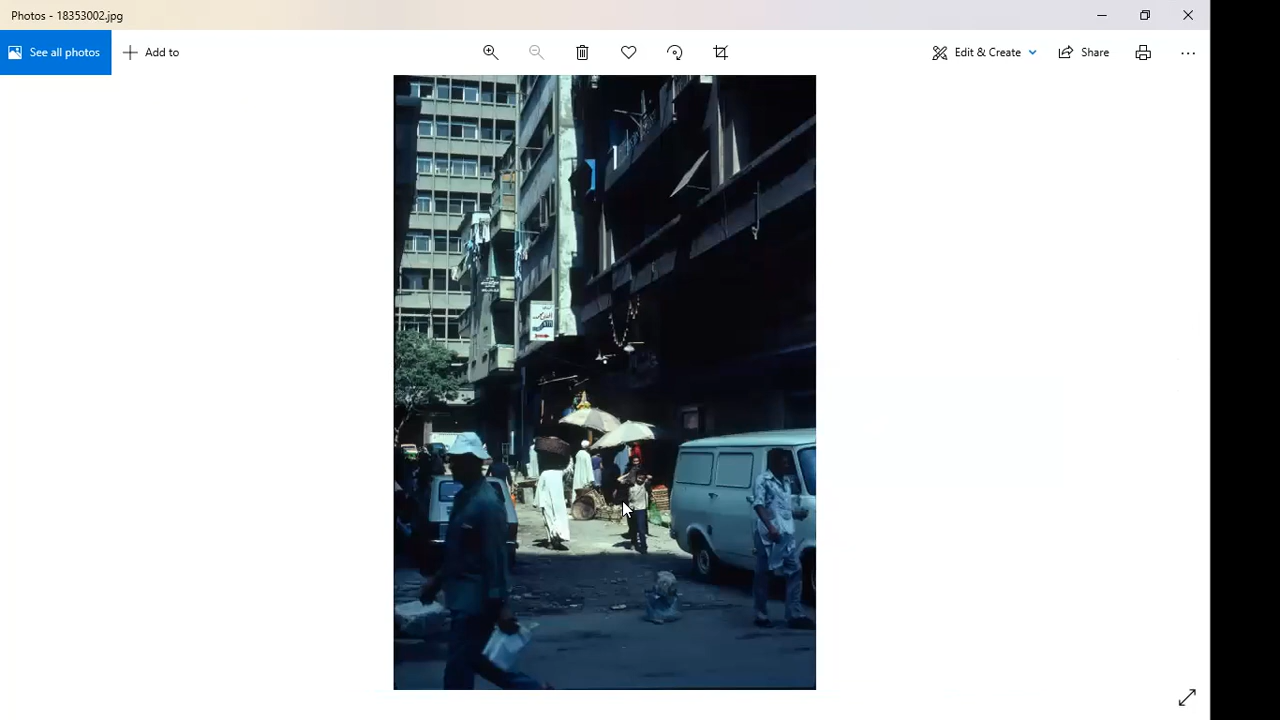 Photos - 18353002.jpg
See all photos
Add to
Edit & Create
Share